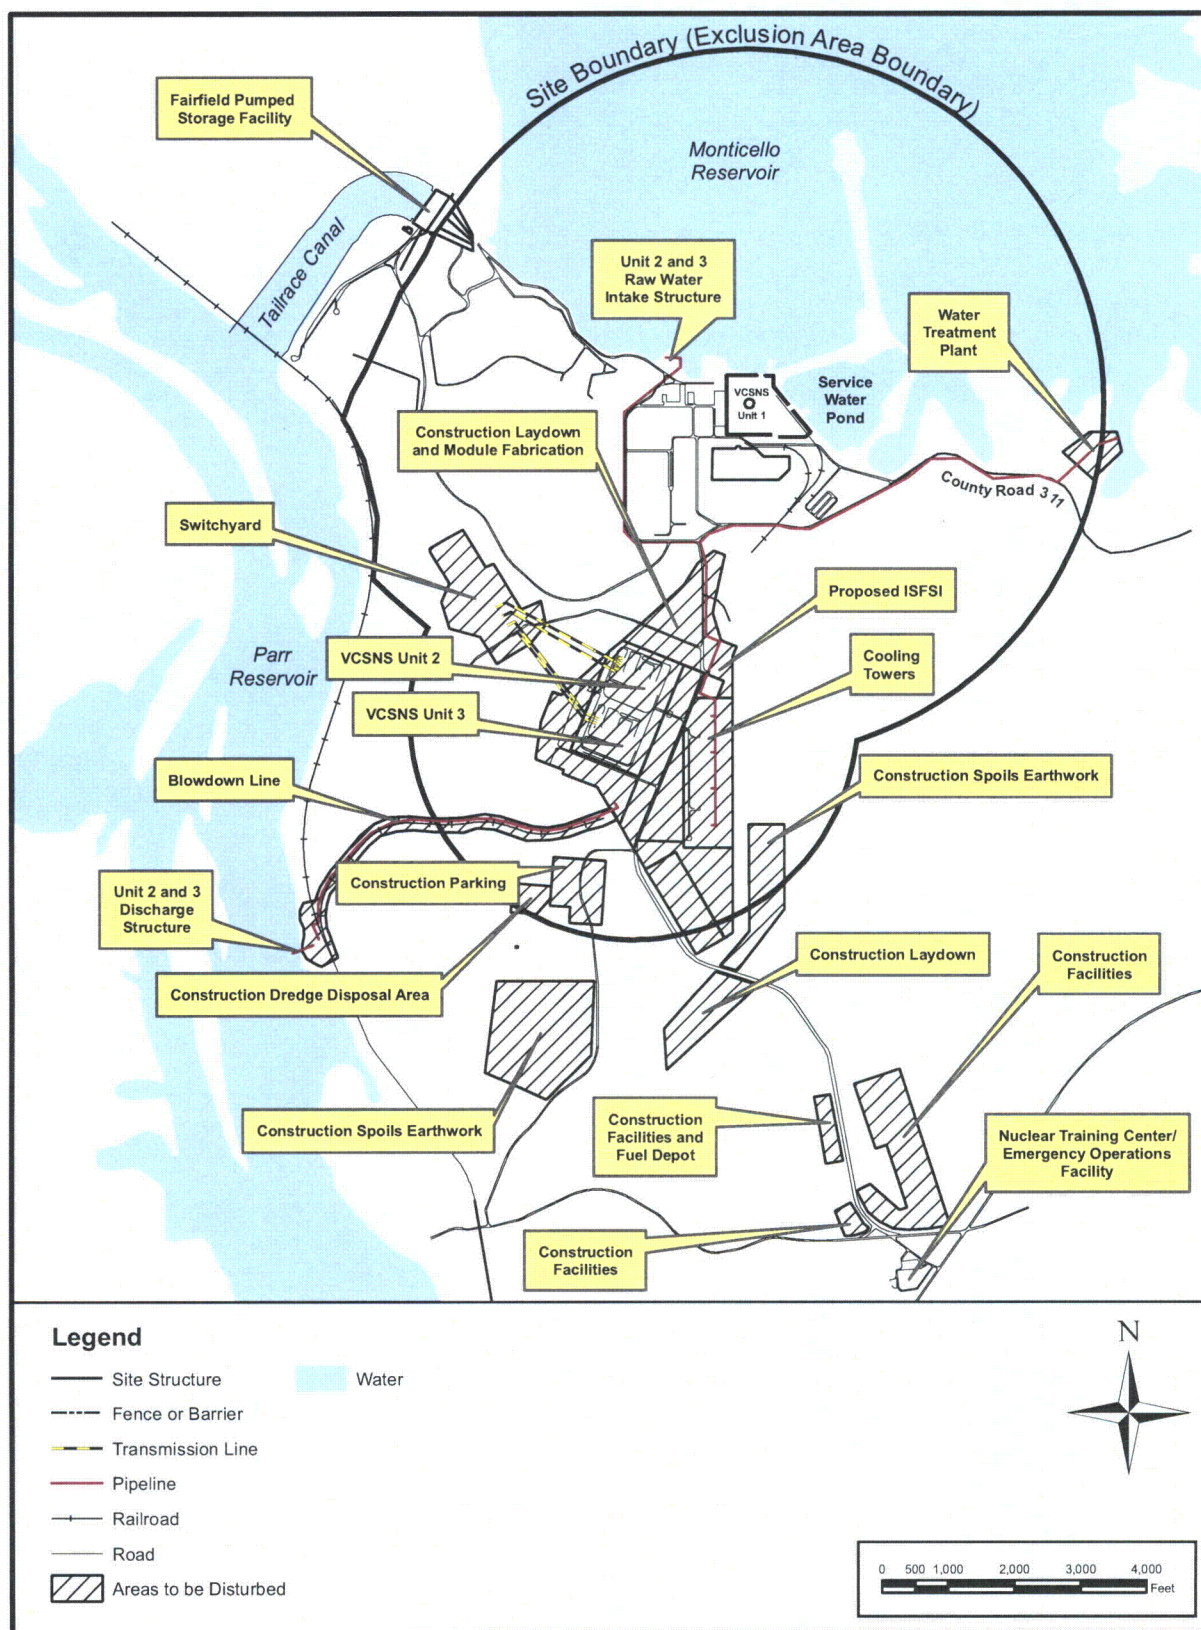 Site Boundary (Exclusion Area Boundary)
Fairfield Pumped
Storage Facility
Monticello
Reservoir
Tailrace Canal
Unit 2 and 3
Raw Water
Intake Structure
Water
Treatment
Plant
VCSNS
Unit 1
Service
Water
Pond
Construction Laydown
and Module Fabrication
County Road 311
Switchyard
Proposed ISFSI
Parr
Reservoir
VCSNS Unit 2
Cooling
Towers
VCSNS Unit 3
Blowdown Line
Construction Spoils Earthwork
Unit 2 and 3
Discharge
Structure
Construction Parking
Construction Laydown
Construction
Facilities
Construction Dredge Disposal Area
Construction Spoils Earthwork
Construction
Facilities and
Fuel Depot
Nuclear Training Center/
Emergency Operations
Facility
Construction
Facilities
Legend
Site Structure
Water
Fence or Barrier
Transmission Line
Pipeline
Railroad
Road
Areas to be Disturbed
N
0 500 1,000 2,000 3,000 4,000
Feet